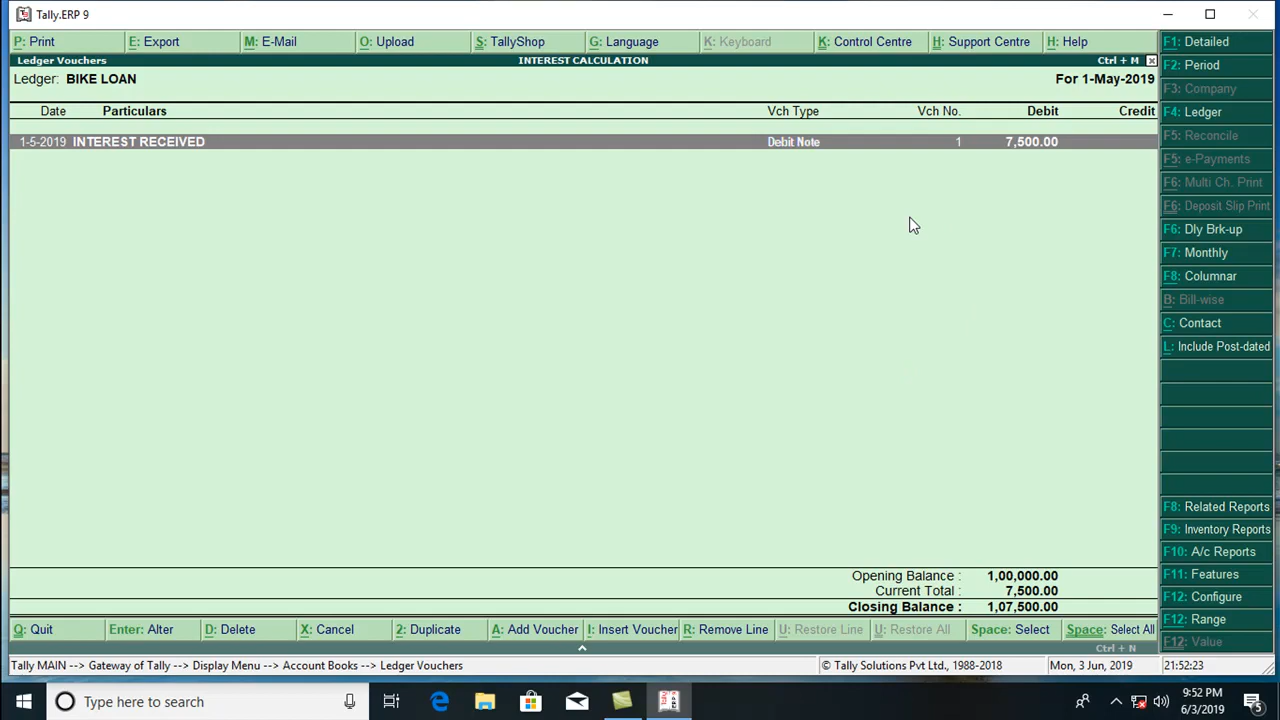 Tally.ERP 9
P: Print E: Export M: E-Mail O: Upload S: TallyShop G: Language K: Keyboard K: Control Centre H: Support Centre H: Help
Ledger Vouchers INTEREST CALCULATION Ctrl + M
Ledger: BIKE LOAN For 1-May-2019
Date Particulars Vch Type Vch No. Debit Credit
1-5-2019 INTEREST RECEIVED Debit Note 1 7,500.00
Opening Balance : 1,00,000.00
Current Total : 7,500.00
Closing Balance : 1,07,500.00
F1: Detailed
F2: Period
F3: Company
F4: Ledger
F5: Reconcile
F5: e-Payments
F6: Multi Ch. Print
F6: Deposit Slip Print
F6: Dly Brk-up
F7: Monthly
F8: Columnar
B: Bill-wise
C: Contact
L: Include Post-dated
F8: Related Reports
F9: Inventory Reports
F10: A/c Reports
F11: Features
F12: Configure
F12: Range
F12: Value
Q: Quit Enter: Alter D: Delete X: Cancel 2: Duplicate A: Add Voucher I: Insert Voucher R: Remove Line U: Restore Line U: Restore All Space: Select Space: Select All
Ctrl + N
Tally MAIN --> Gateway of Tally --> Display Menu --> Account Books --> Ledger Vouchers © Tally Solutions Pvt Ltd., 1988-2018 Mon, 3 Jun, 2019 21:52:23
Type here to search
9:52 PM
6/3/2019
5